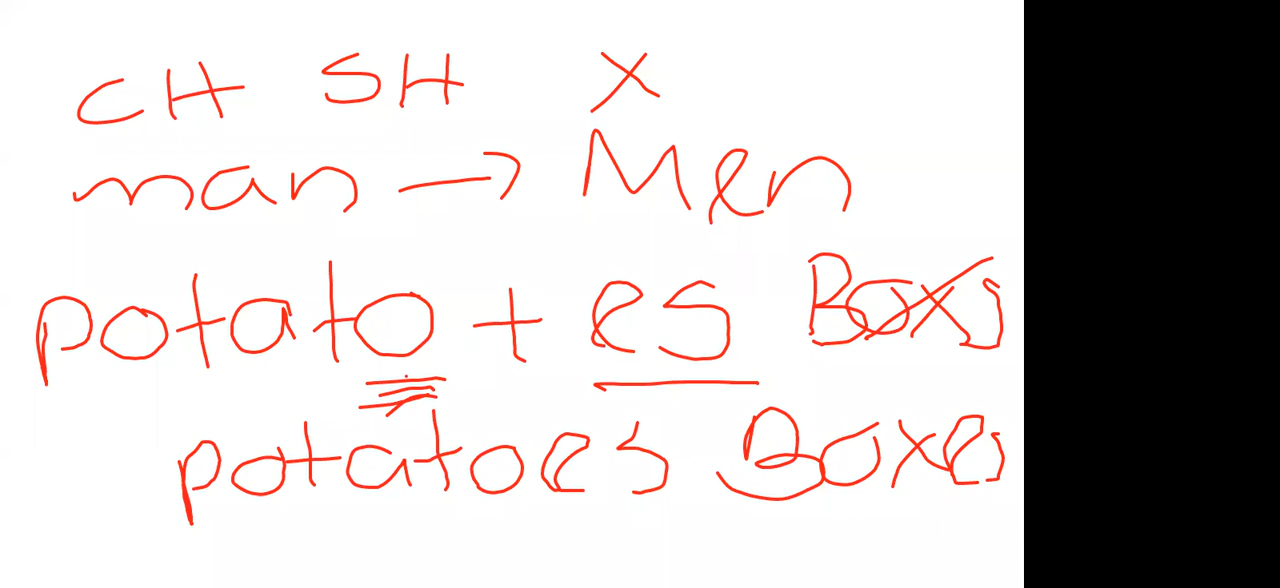 CH SH X
man → Men
potato + es Boxs
potatoes Boxes